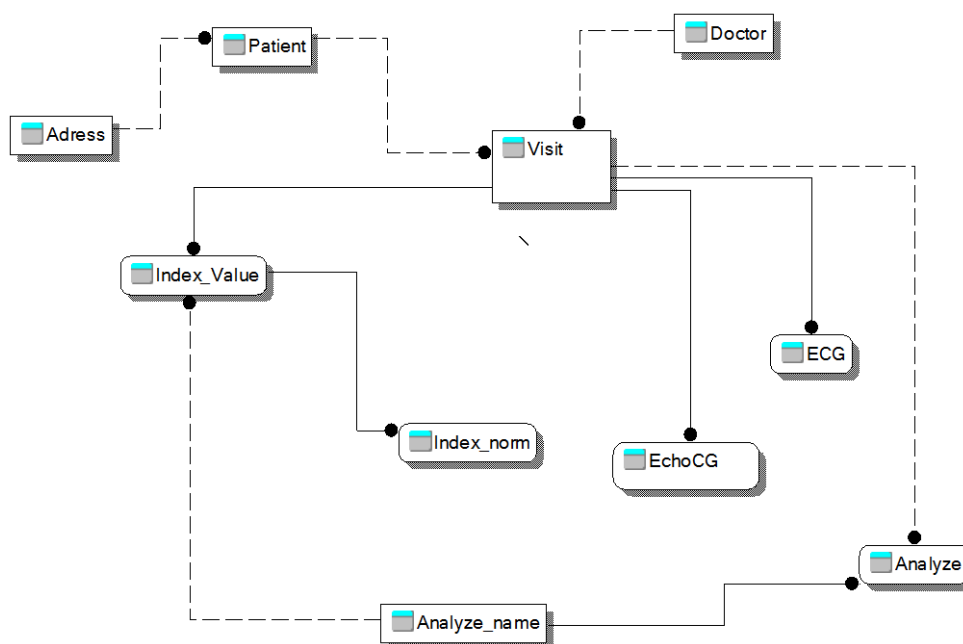 Patient
Doctor
Adress
Visit
Index_Value
ECG
Index_norm
EchoCG
Analyze
Analyze_name